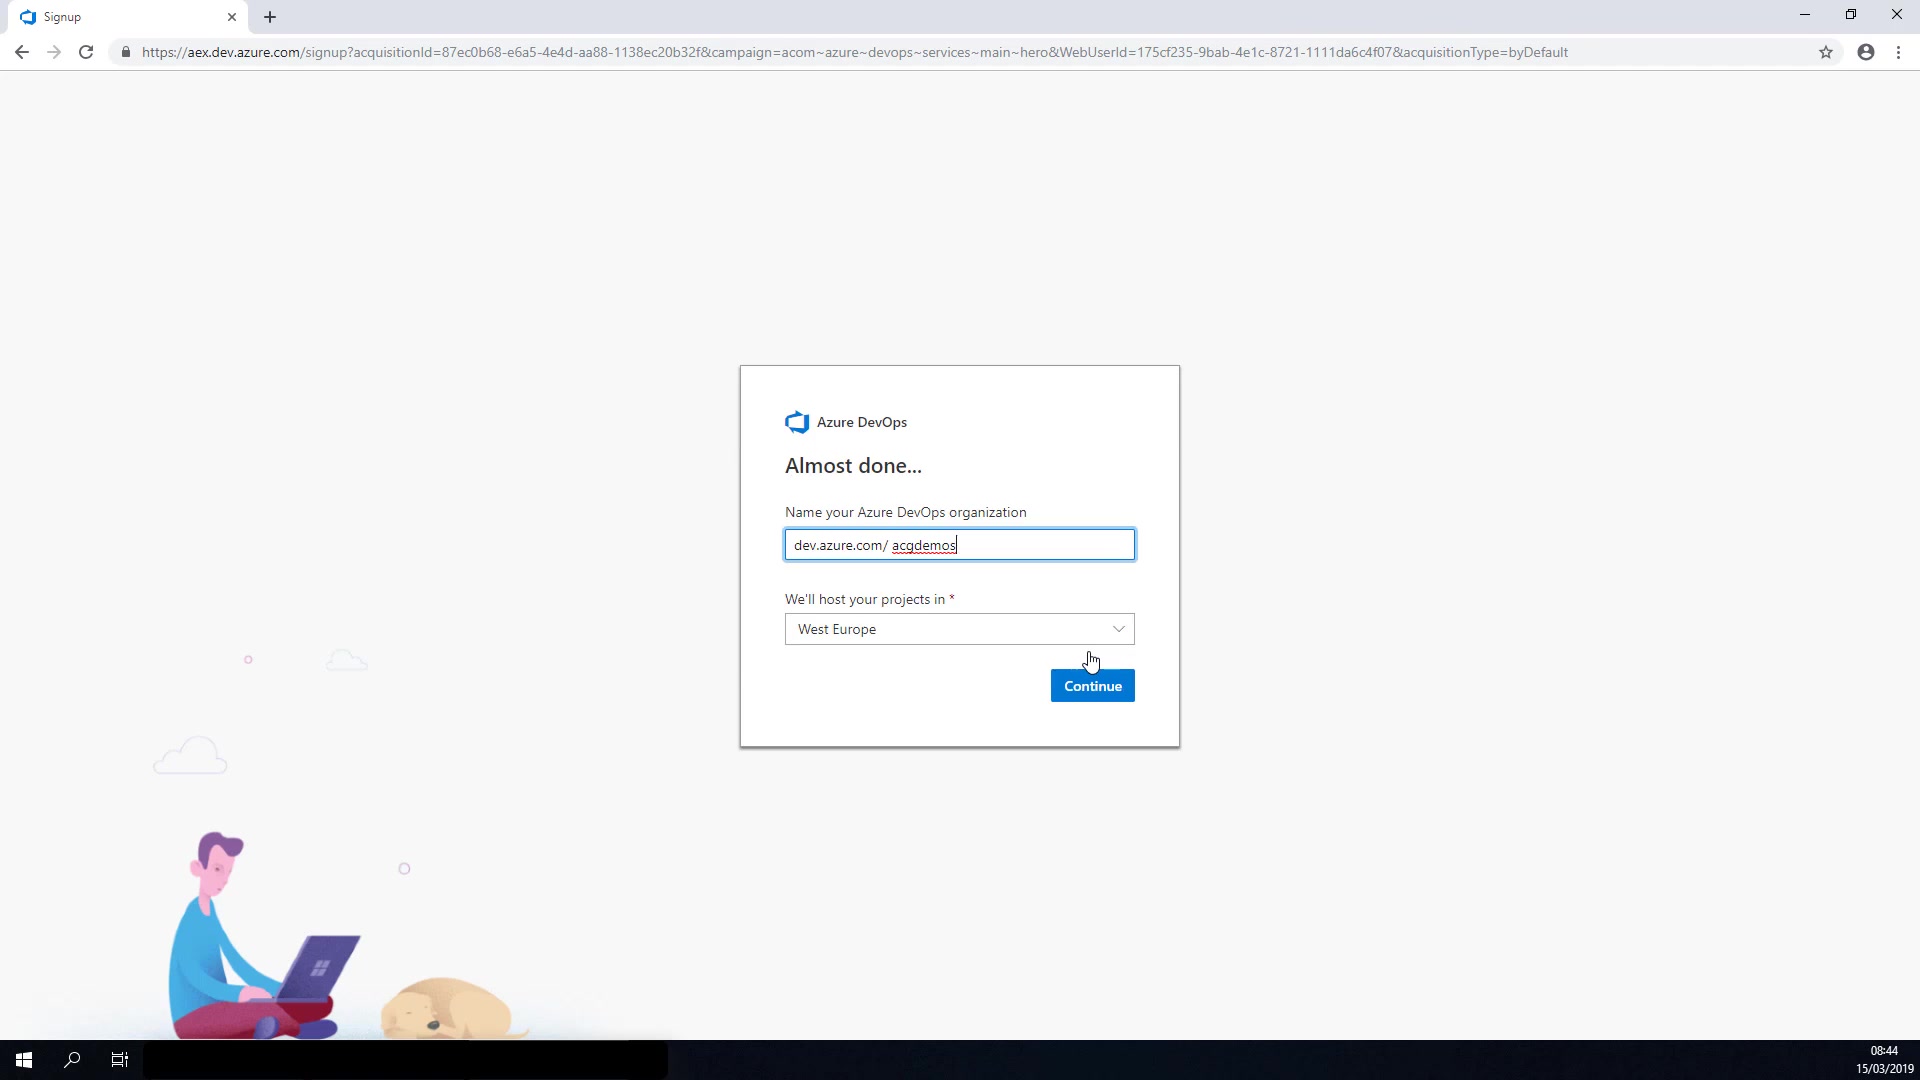 Signup
https://aex.dev.azure.com/signup?acquisitionId=87ec0b68-e6a5-4e4d-aa88-1138ec20b32f&campaign=acom~azure~devops~services~main~hero&WebUserId=175cf235-9bab-4e1c-8721-1111da6c4f07&acquisitionType=byDefault
Azure DevOps
Almost done...
Name your Azure DevOps organization
dev.azure.com/ acgdemos
We'll host your projects in *
West Europe
Continue
08:44
15/03/2019